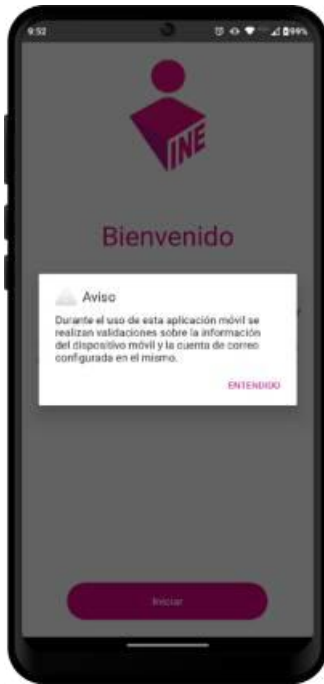 9:52
99%
INE
Bienvenido
Aviso
Durante el uso de esta aplicación móvil se
realizan validaciones sobre la información
del dispositivo móvil y la cuenta de correo
configurada en el mismo.
ENTENDIDO
Iniciar